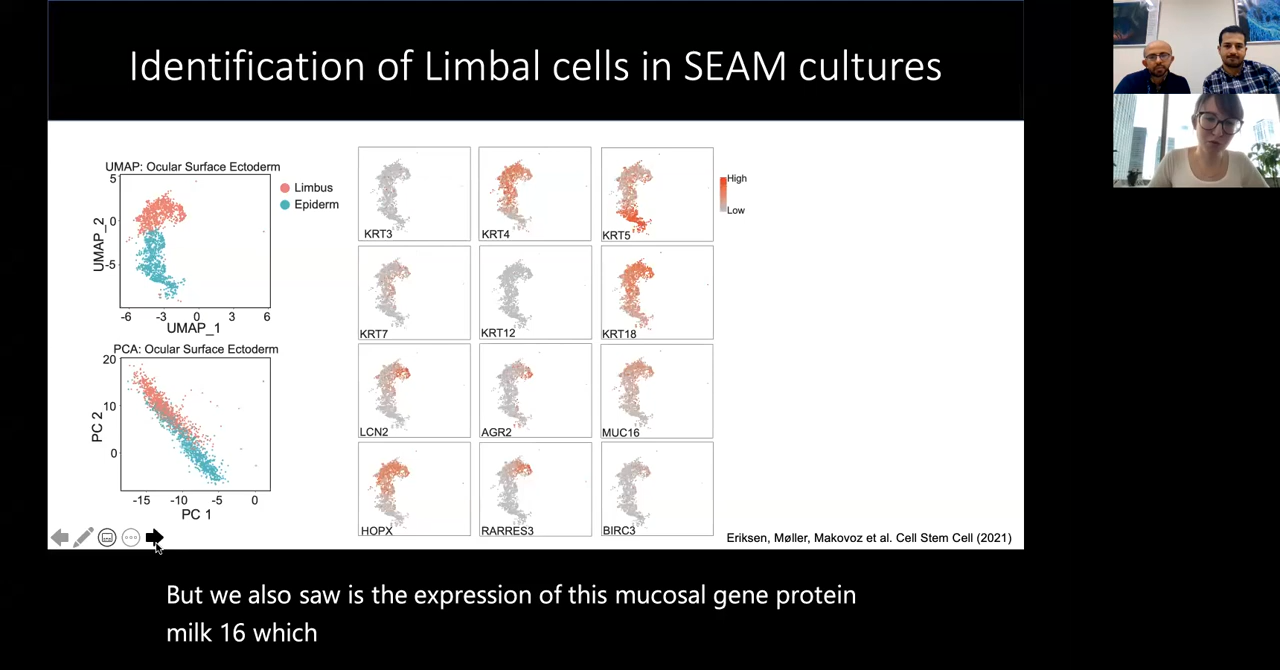 Identification of Limbal cells in SEAM cultures
UMAP: Ocular Surface Ectoderm
5
0
-5
UMAP_2
-6 -3 0 3 6
UMAP_1
Limbus
Epiderm
PCA: Ocular Surface Ectoderm
20
10
0
PC 2
-15 -10 -5 0
PC 1
KRT3 KRT4 KRT5
High
Low
KRT7 KRT12 KRT18
LCN2 AGR2 MUC16
HOPX RARRES3 BIRC3
Eriksen, Møller, Makovoz et al. Cell Stem Cell (2021)
But we also saw is the expression of this mucosal gene protein
milk 16 which